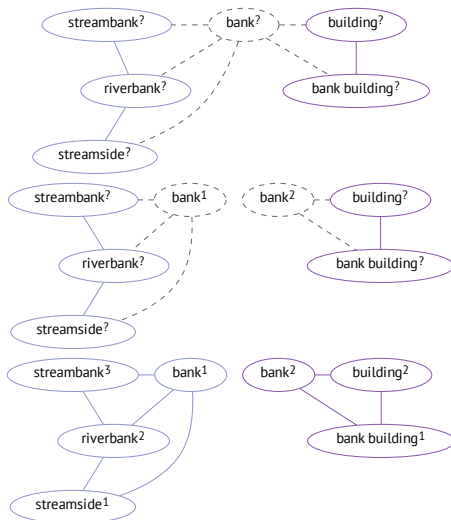 streambank? bank? building?
riverbank? bank building?
streamside?
streambank? bank1 bank2 building?
riverbank? bank building?
streamside?
streambank3 bank1 bank2 building2
riverbank2 bank building1
streamside1